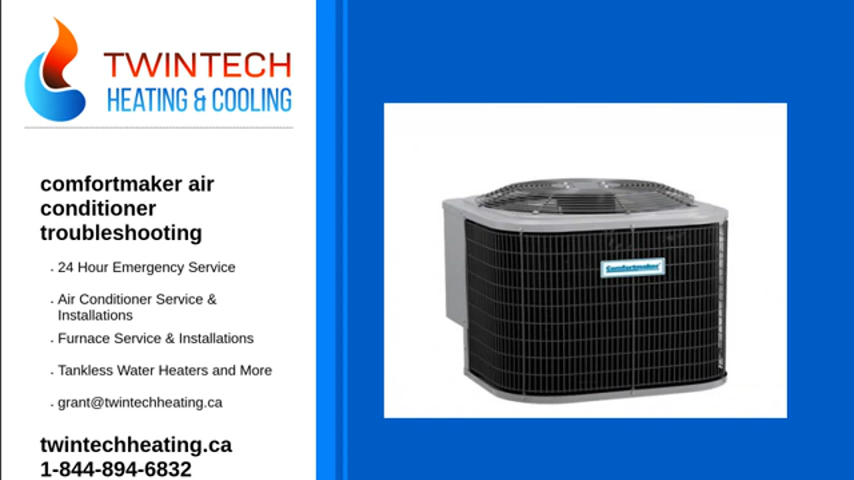 TWINTECH
HEATING & COOLING
comfortmaker air
conditioner
troubleshooting
. 24 Hour Emergency Service
. Air Conditioner Service &
Installations
. Furnace Service & Installations
. Tankless Water Heaters and More
. grant@twintechheating.ca
twintechheating.ca
1-844-894-6832
Comfortmaker